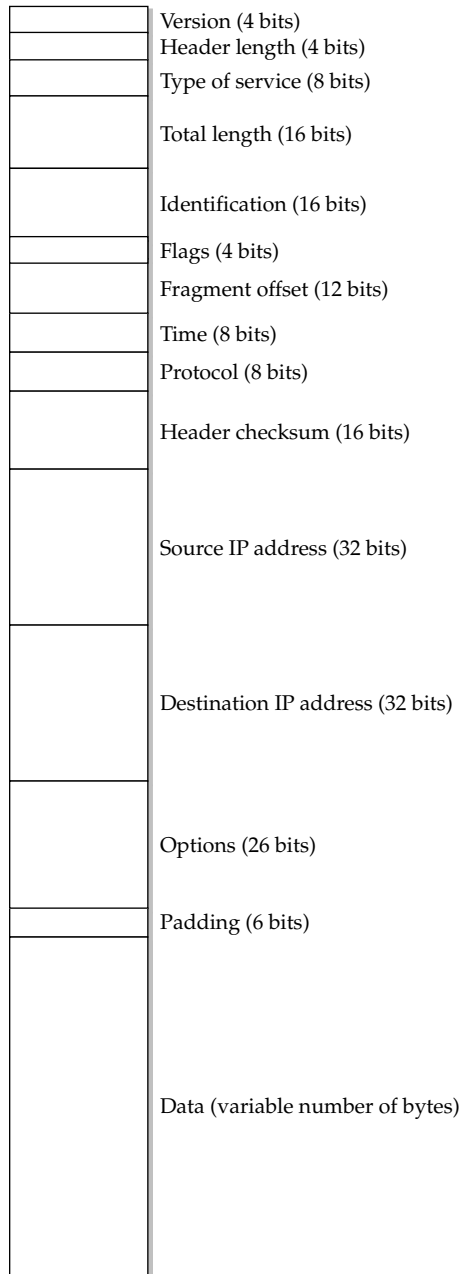 Version (4 bits)
Header length (4 bits)
Type of service (8 bits)
Total length (16 bits)
Identification (16 bits)
Flags (4 bits)
Fragment offset (12 bits)
Time (8 bits)
Protocol (8 bits)
Header checksum (16 bits)
Source IP address (32 bits)
Destination IP address (32 bits)
Options (26 bits)
Padding (6 bits)
Data (variable number of bytes)